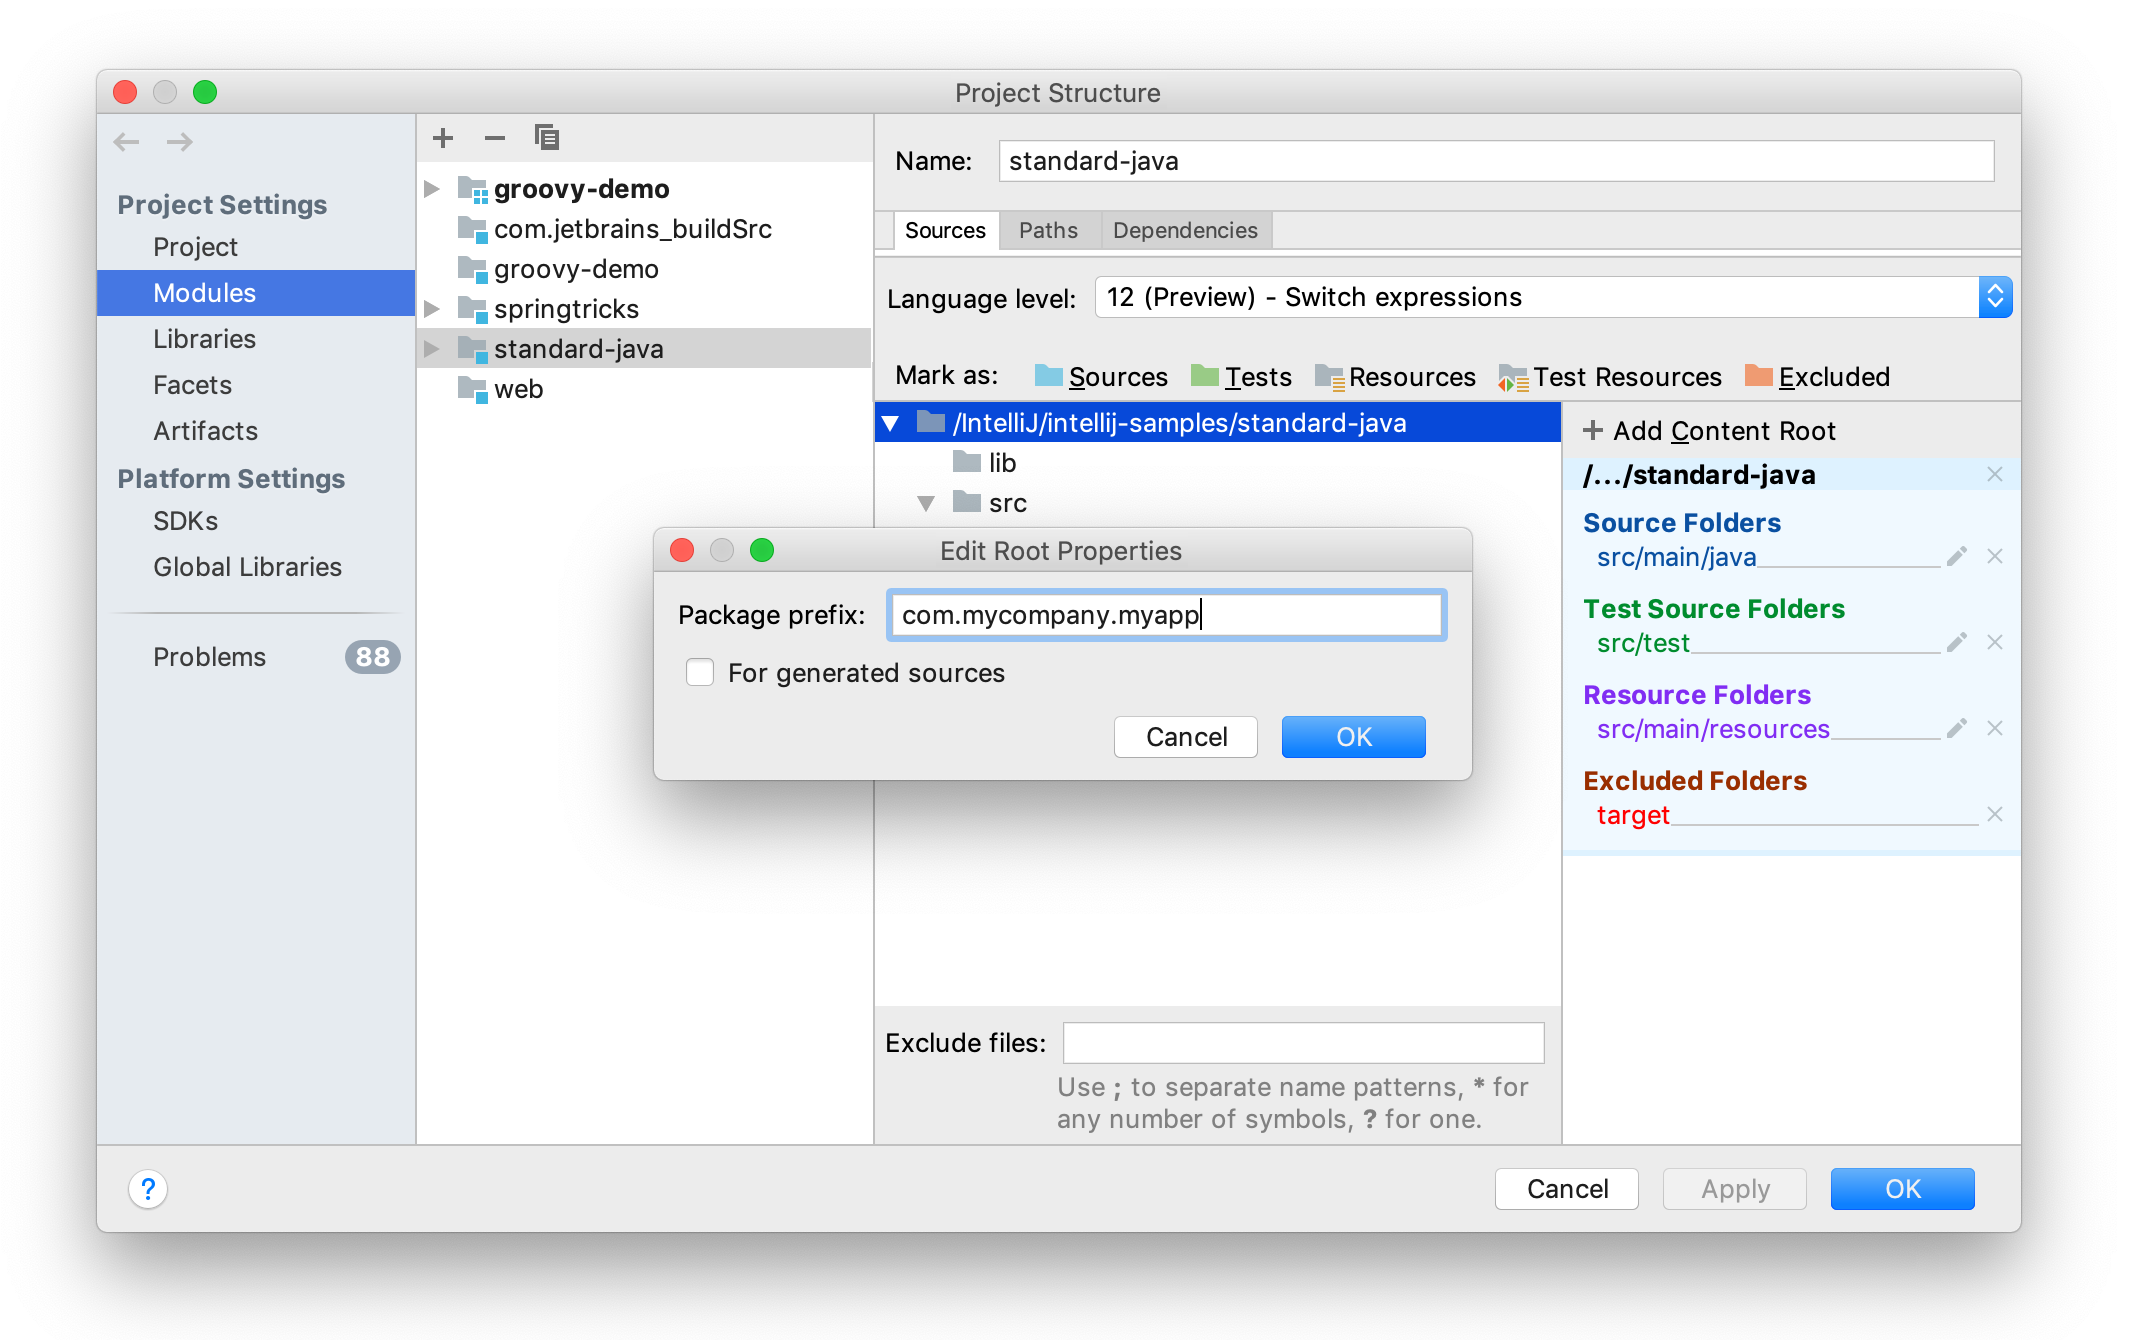 Project Structure
Project Settings
Project
Modules
Libraries
Facets
Artifacts
Platform Settings
SDKs
Global Libraries
Problems 88
groovy-demo
com.jetbrains_buildSrc
groovy-demo
springtricks
standard-java
web
Name: standard-java
Sources Paths Dependencies
Language level: 12 (Preview) - Switch expressions
Mark as: Sources Tests Resources Test Resources Excluded
/IntelliJ/intellij-samples/standard-java
lib
src
+ Add Content Root
/.../standard-java
Source Folders
src/main/java
Test Source Folders
src/test
Resource Folders
src/main/resources
Excluded Folders
target
Edit Root Properties
Package prefix: com.mycompany.myapp
For generated sources
Cancel OK
Exclude files:
Use ; to separate name patterns, * for
any number of symbols, ? for one.
? Cancel Apply OK